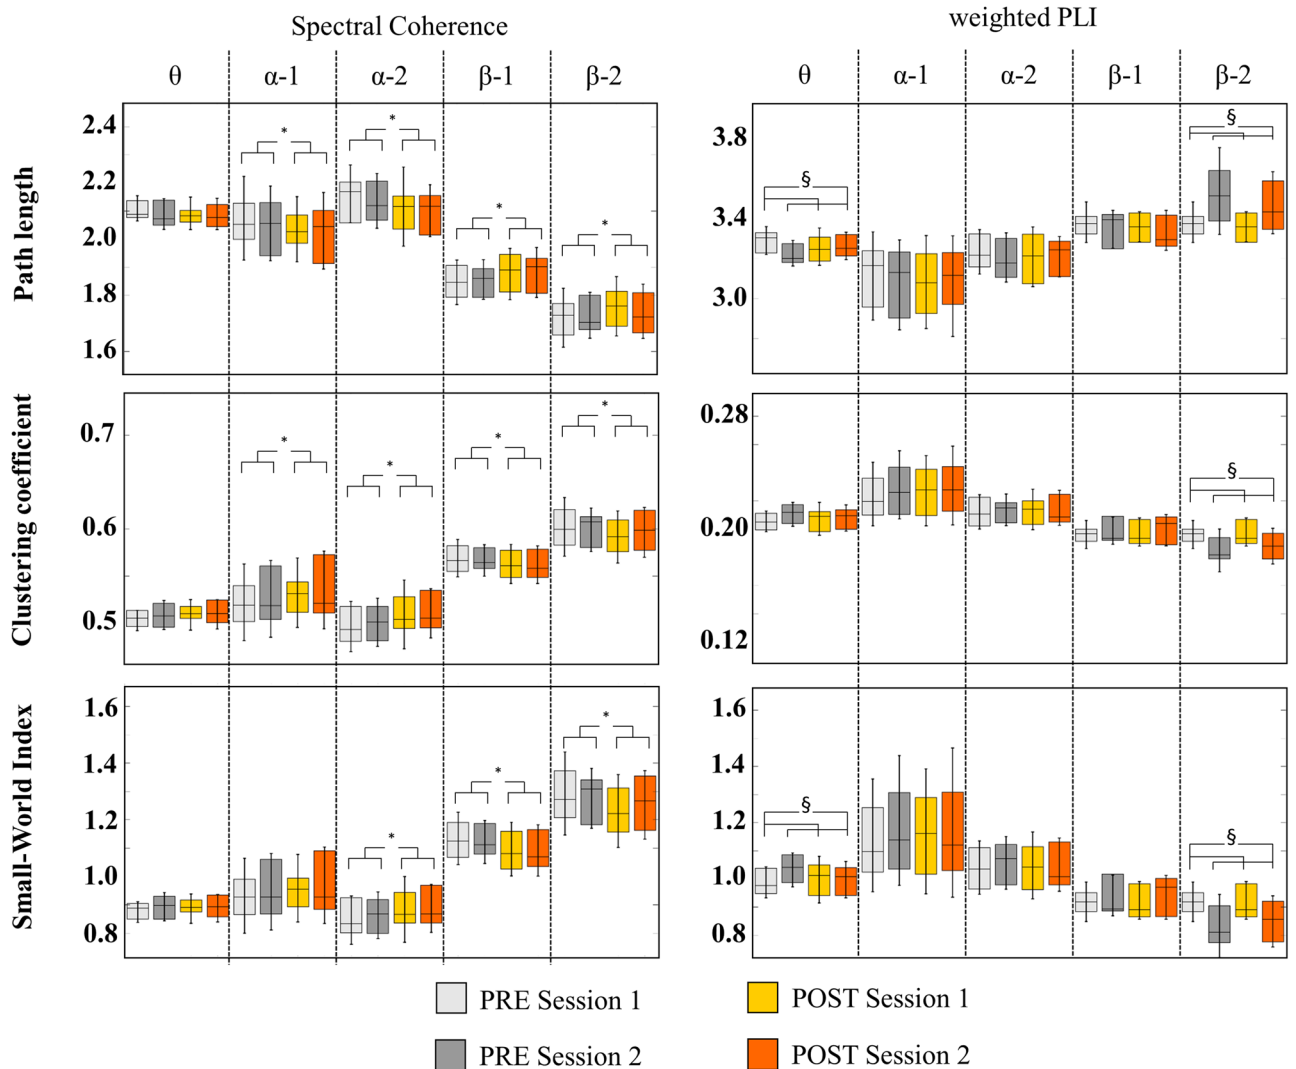 Spectral Coherence
weighted PLI
θ α-1 α-2 β-1 β-2
θ α-1 α-2 β-1 β-2
Path length
2.4
2.2
2.0
1.8
1.6
* * * *
3.8
3.4
3.0
§ §
Clustering coefficient
0.7
0.6
0.5
* * * *
0.28
0.20
0.12
§
Small-World Index
1.6
1.4
1.2
1.0
0.8
* * *
1.6
1.4
1.2
1.0
0.8
§ §
PRE Session 1
POST Session 1
PRE Session 2
POST Session 2